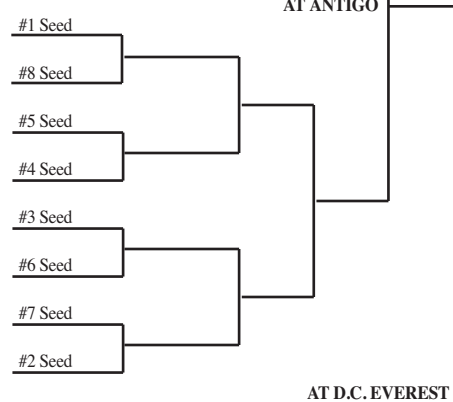 AT ANTIGO
#1 Seed
#8 Seed
#5 Seed
#4 Seed
#3 Seed
#6 Seed
#7 Seed
#2 Seed
AT D.C. EVEREST